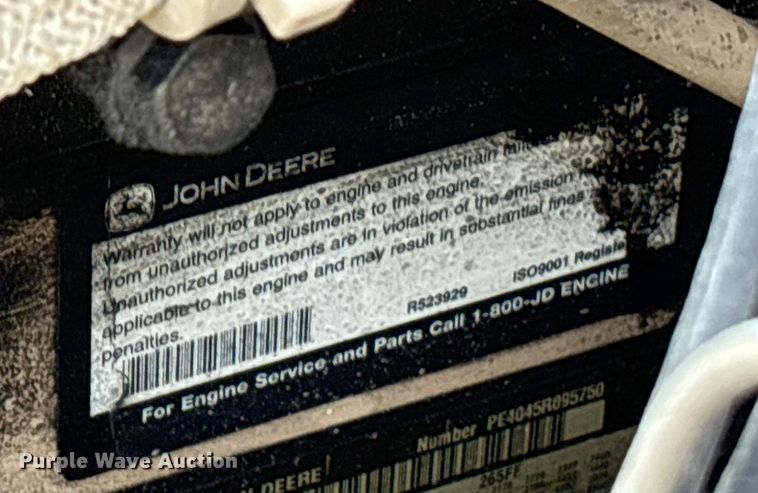 JOHN DEERE
Warranty will not apply to engine and drivetrain
from unauthorized adjustments to this engine.
Unauthorized adjustments are in violation of the emission
applicable to this engine and may result in substantial fines
penalties.
R523929 ISO9001
For Engine Service and Parts Call 1-800-JD ENGINE
Number PE4045R095750
DEERE
265FF
Purple Wave Auction